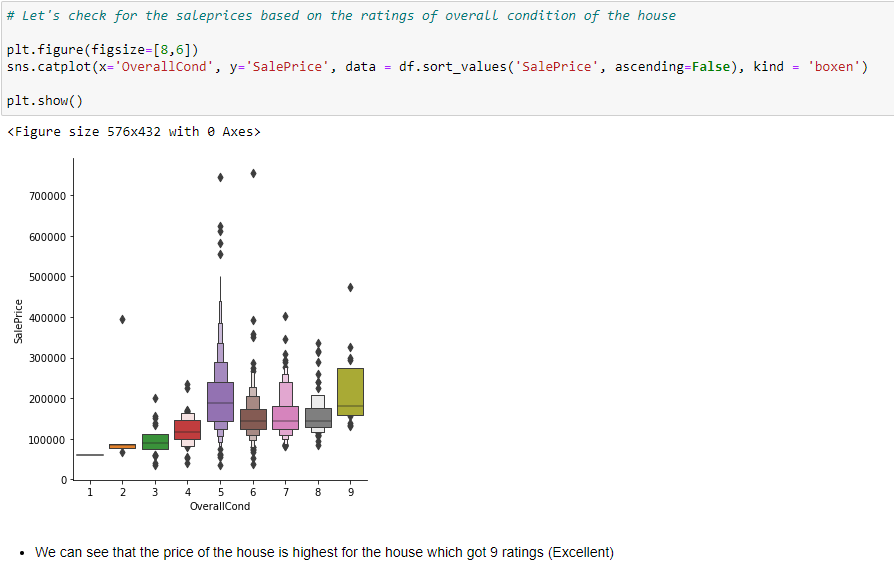 # Let's check for the saleprices based on the ratings of overall condition of the house
plt.figure(figsize=[8,6])
sns.catplot(x='OverallCond', y='SalePrice', data = df.sort_values('SalePrice', ascending=False), kind = 'boxen')
plt.show()
<Figure size 576x432 with 0 Axes>
700000
600000
500000
400000
300000
200000
100000
0
SalePrice
1 2 3 4 5 6 7 8 9
OverallCond
• We can see that the price of the house is highest for the house which got 9 ratings (Excellent)